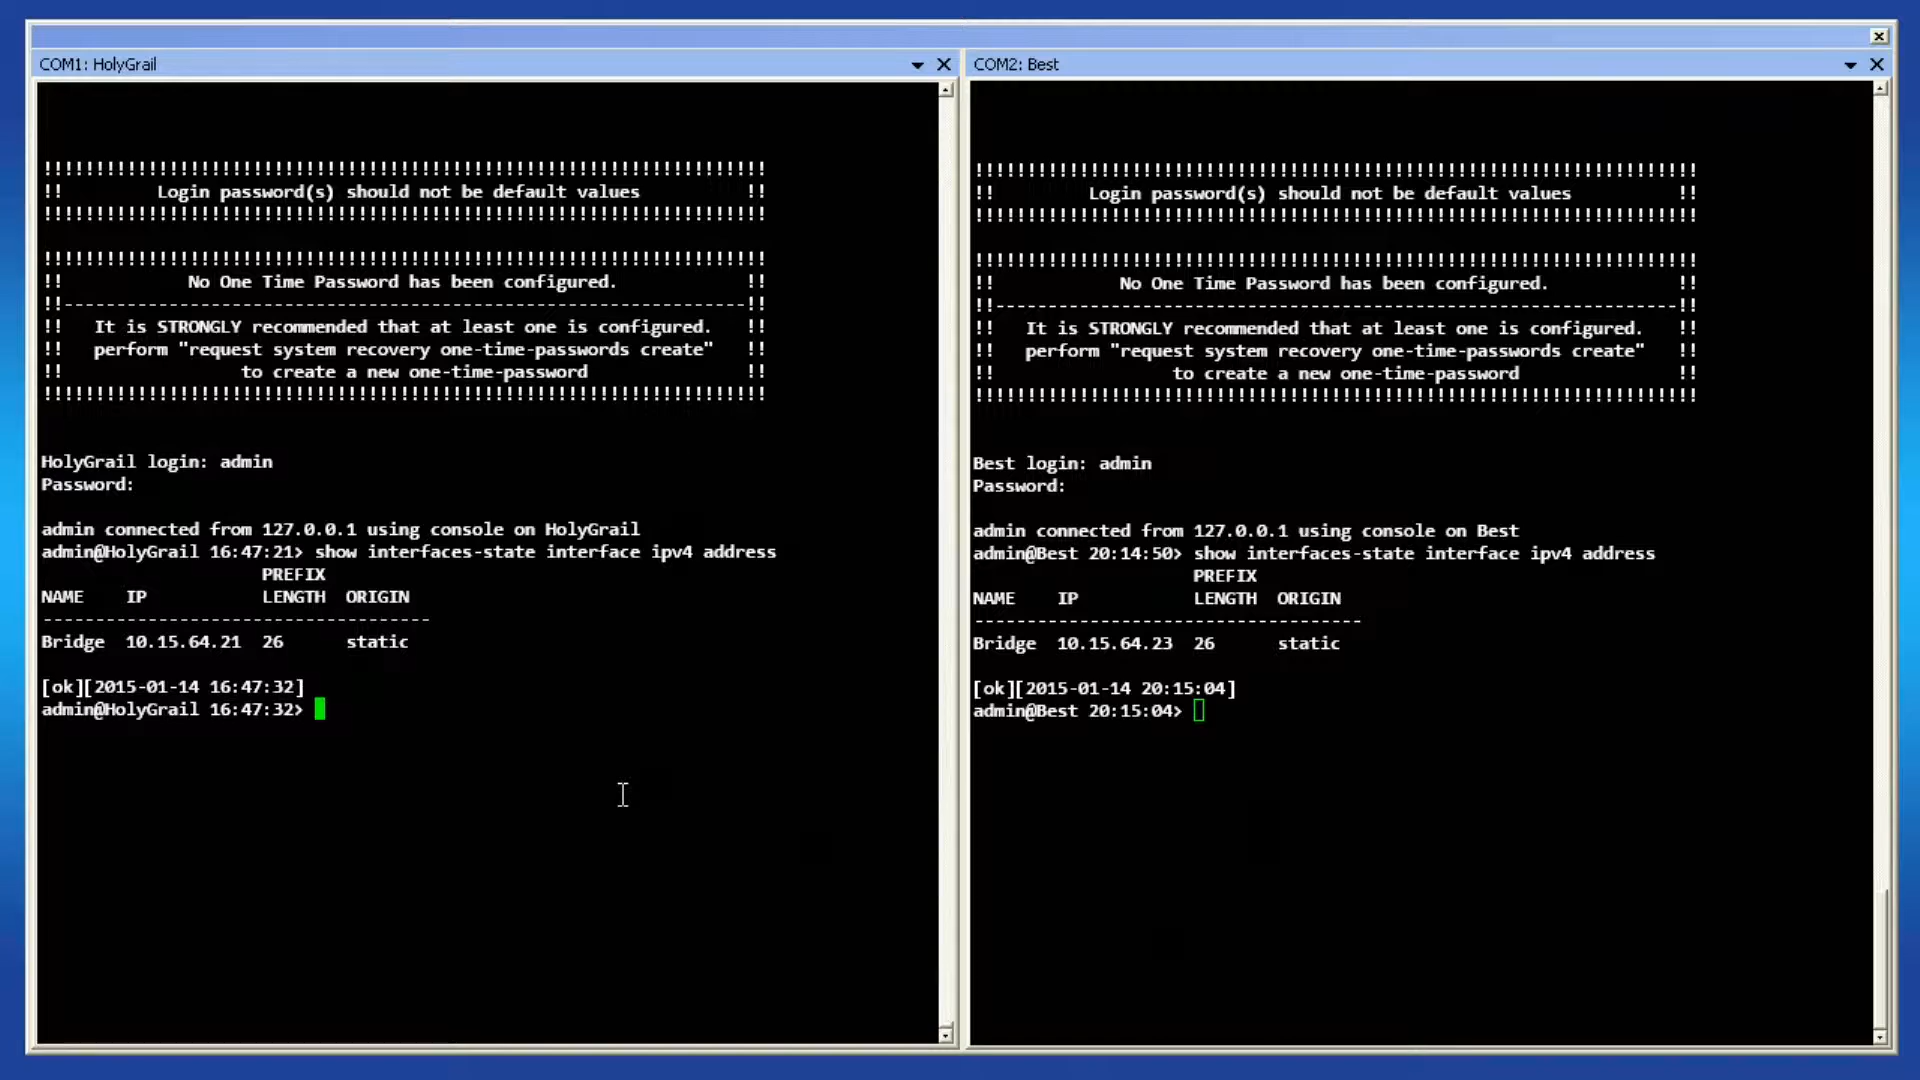 COM1: HolyGrail
!!!!!!!!!!!!!!!!!!!!!!!!!!!!!!!!!!!!!!!!!!!!!!!!!!!!!!!!!!!!!!!!!!!!!
!!         Login password(s) should not be default values          !!
!!!!!!!!!!!!!!!!!!!!!!!!!!!!!!!!!!!!!!!!!!!!!!!!!!!!!!!!!!!!!!!!!!!!!
!!!!!!!!!!!!!!!!!!!!!!!!!!!!!!!!!!!!!!!!!!!!!!!!!!!!!!!!!!!!!!!!!!!!!
!!            No One Time Password has been configured.            !!
!!-----------------------------------------------------------------!!
!!   It is STRONGLY recommended that at least one is configured.   !!
!!   perform "request system recovery one-time-passwords create"   !!
!!                 to create a new one-time-password               !!
!!!!!!!!!!!!!!!!!!!!!!!!!!!!!!!!!!!!!!!!!!!!!!!!!!!!!!!!!!!!!!!!!!!!!
HolyGrail login: admin
Password:
admin connected from 127.0.0.1 using console on HolyGrail
admin@HolyGrail 16:47:21> show interfaces-state interface ipv4 address
                     PREFIX
NAME    IP           LENGTH  ORIGIN
-------------------------------------
Bridge  10.15.64.21  26      static
[ok][2015-01-14 16:47:32]
admin@HolyGrail 16:47:32>
COM2: Best
!!!!!!!!!!!!!!!!!!!!!!!!!!!!!!!!!!!!!!!!!!!!!!!!!!!!!!!!!!!!!!!!!!!!!
!!         Login password(s) should not be default values          !!
!!!!!!!!!!!!!!!!!!!!!!!!!!!!!!!!!!!!!!!!!!!!!!!!!!!!!!!!!!!!!!!!!!!!!
!!!!!!!!!!!!!!!!!!!!!!!!!!!!!!!!!!!!!!!!!!!!!!!!!!!!!!!!!!!!!!!!!!!!!
!!            No One Time Password has been configured.            !!
!!-----------------------------------------------------------------!!
!!   It is STRONGLY recommended that at least one is configured.   !!
!!   perform "request system recovery one-time-passwords create"   !!
!!                 to create a new one-time-password               !!
!!!!!!!!!!!!!!!!!!!!!!!!!!!!!!!!!!!!!!!!!!!!!!!!!!!!!!!!!!!!!!!!!!!!!
Best login: admin
Password:
admin connected from 127.0.0.1 using console on Best
admin@Best 20:14:50> show interfaces-state interface ipv4 address
                     PREFIX
NAME    IP           LENGTH  ORIGIN
-------------------------------------
Bridge  10.15.64.23  26      static
[ok][2015-01-14 20:15:04]
admin@Best 20:15:04>